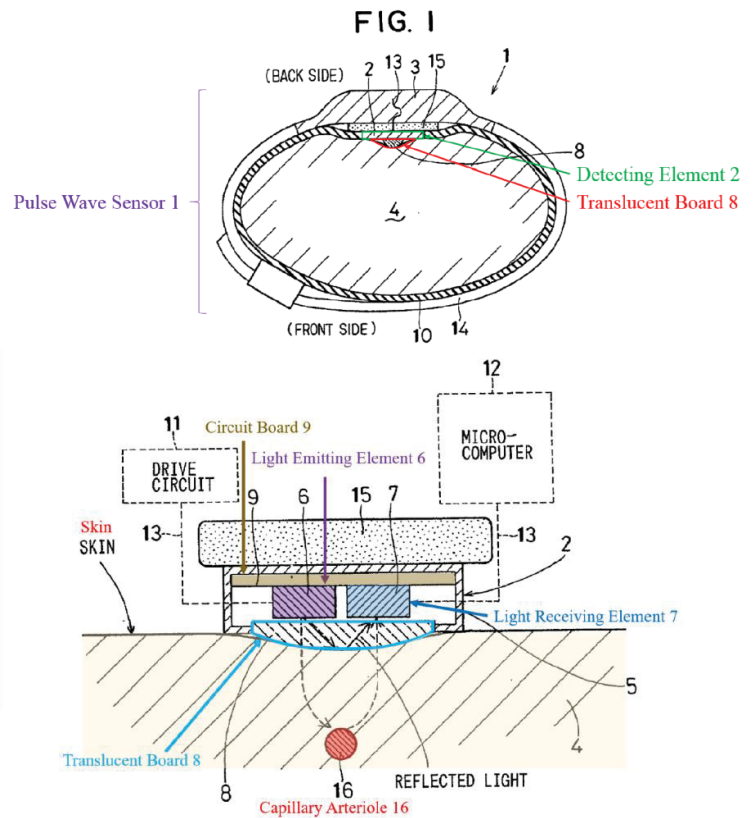 FIG. 1
(BACK SIDE)
2
13
3
15
1
8
Detecting Element 2
Translucent Board 8
Pulse Wave Sensor 1
4
(FRONT SIDE)
10
14
12
11
Circuit Board 9
MICRO-
COMPUTER
Light Emitting Element 6
DRIVE
CIRCUIT
9
6
15
7
Skin
SKIN
13
13
2
Light Receiving Element 7
5
4
Translucent Board 8
8
16
REFLECTED LIGHT
Capillary Arteriole 16